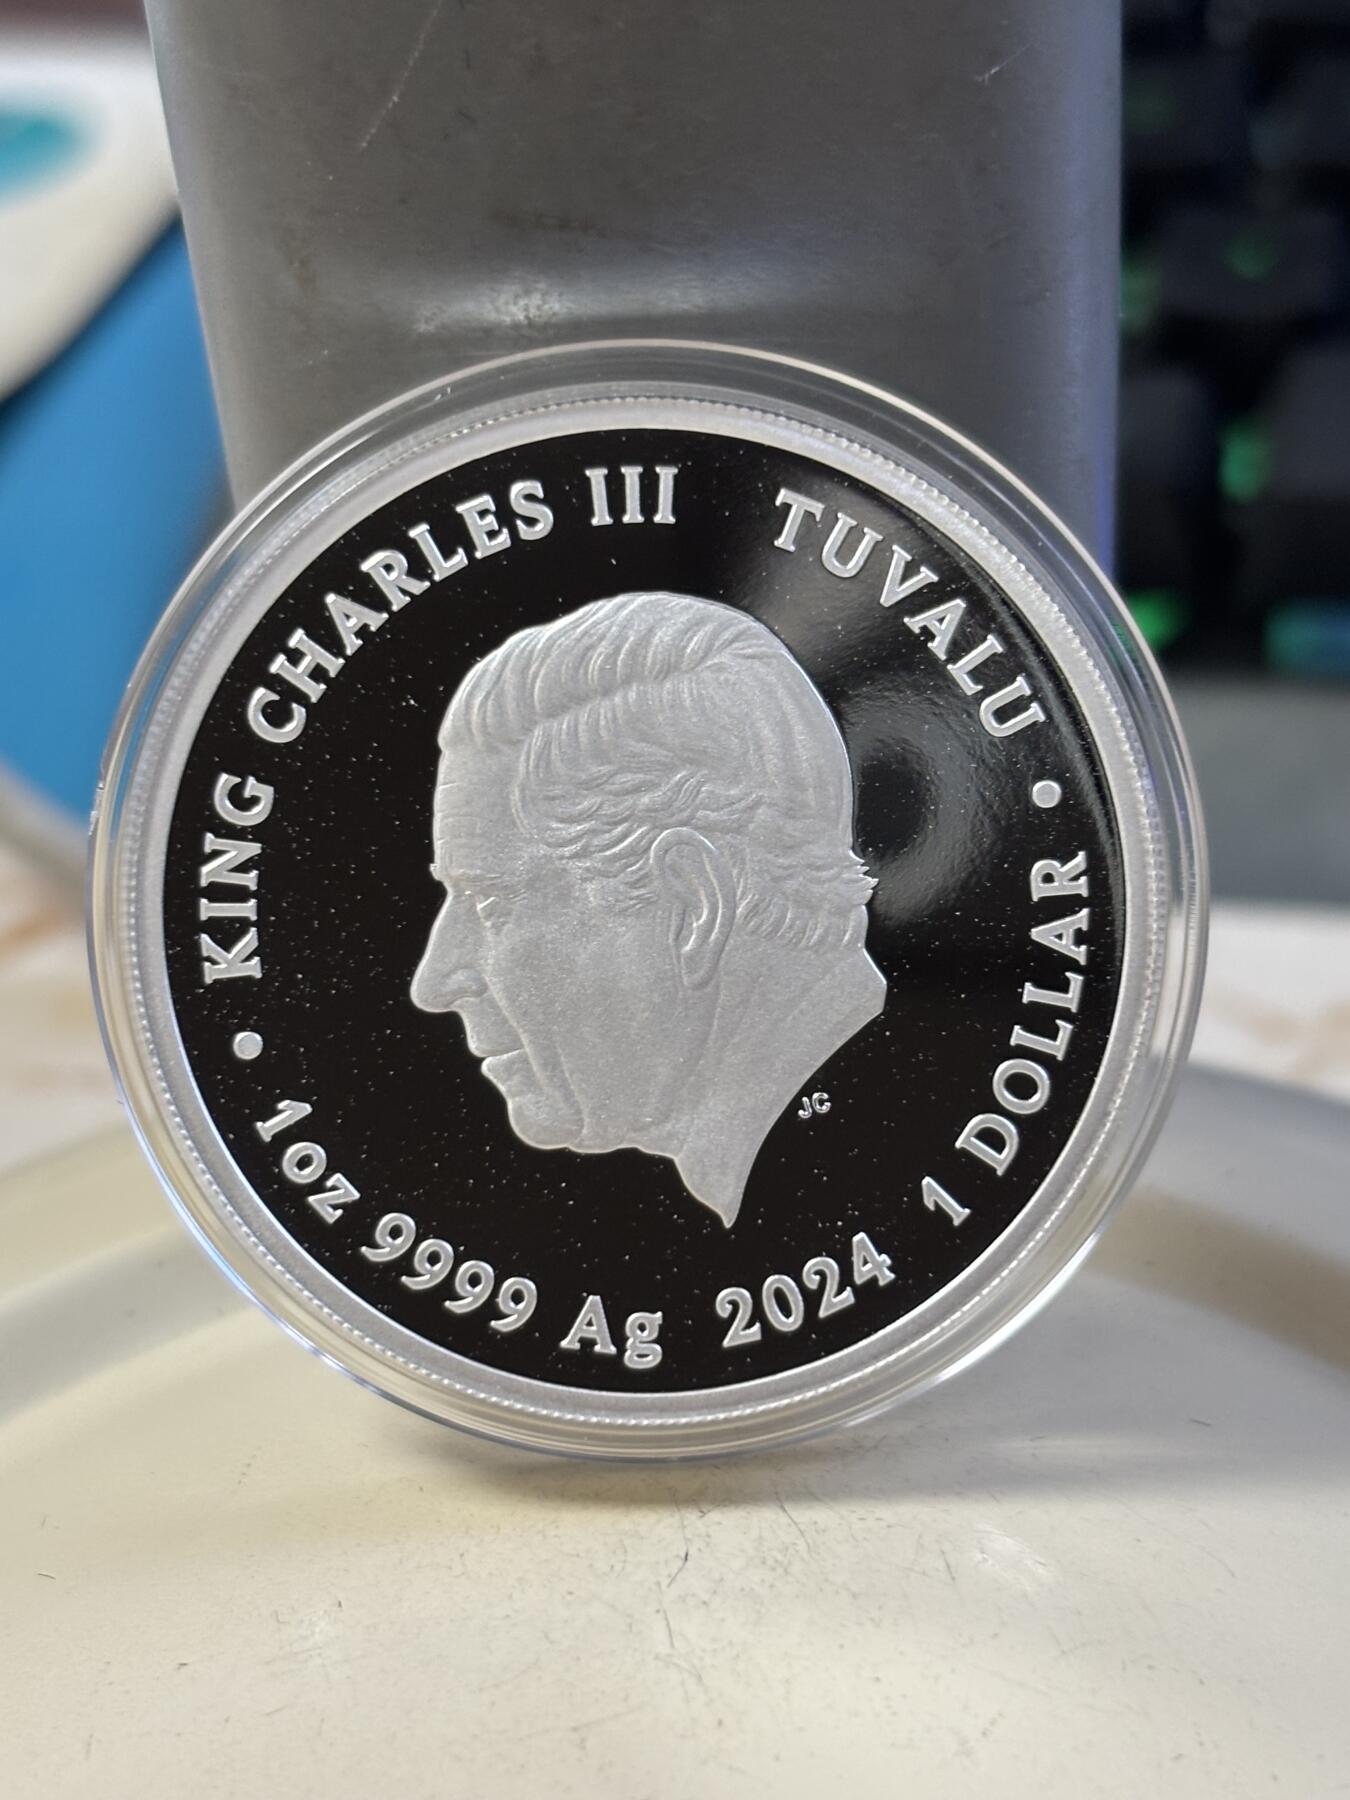 • KING CHARLES III TUVALU •
1oz 9999 Ag 2024 1 DOLLAR
JC